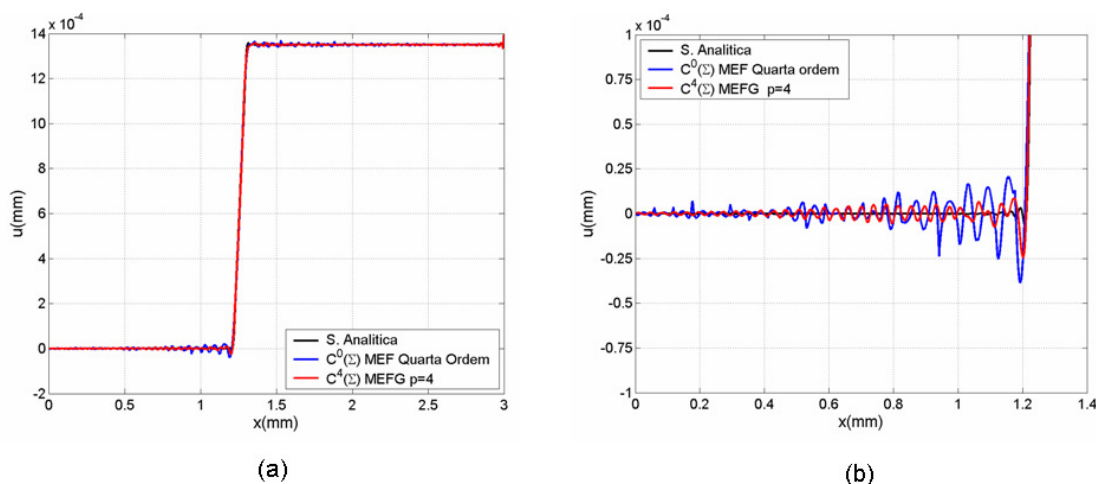 x 10⁻⁴
14
12
10
8
6
4
2
0
-2
0
0.5
1
1.5
2
2.5
3
u(mm)
x(mm)
S. Analitica
C⁰(Σ) MEF Quarta Ordem
C⁴(Σ) MEFG p=4
(a)
x 10⁻⁴
1
0.75
0.5
0.25
0
-0.25
-0.5
-0.75
-1
0
0.2
0.4
0.6
0.8
1
1.2
1.4
u(mm)
x(mm)
S. Analitica
C⁰(Σ) MEF Quarta ordem
C⁴(Σ) MEFG p=4
(b)